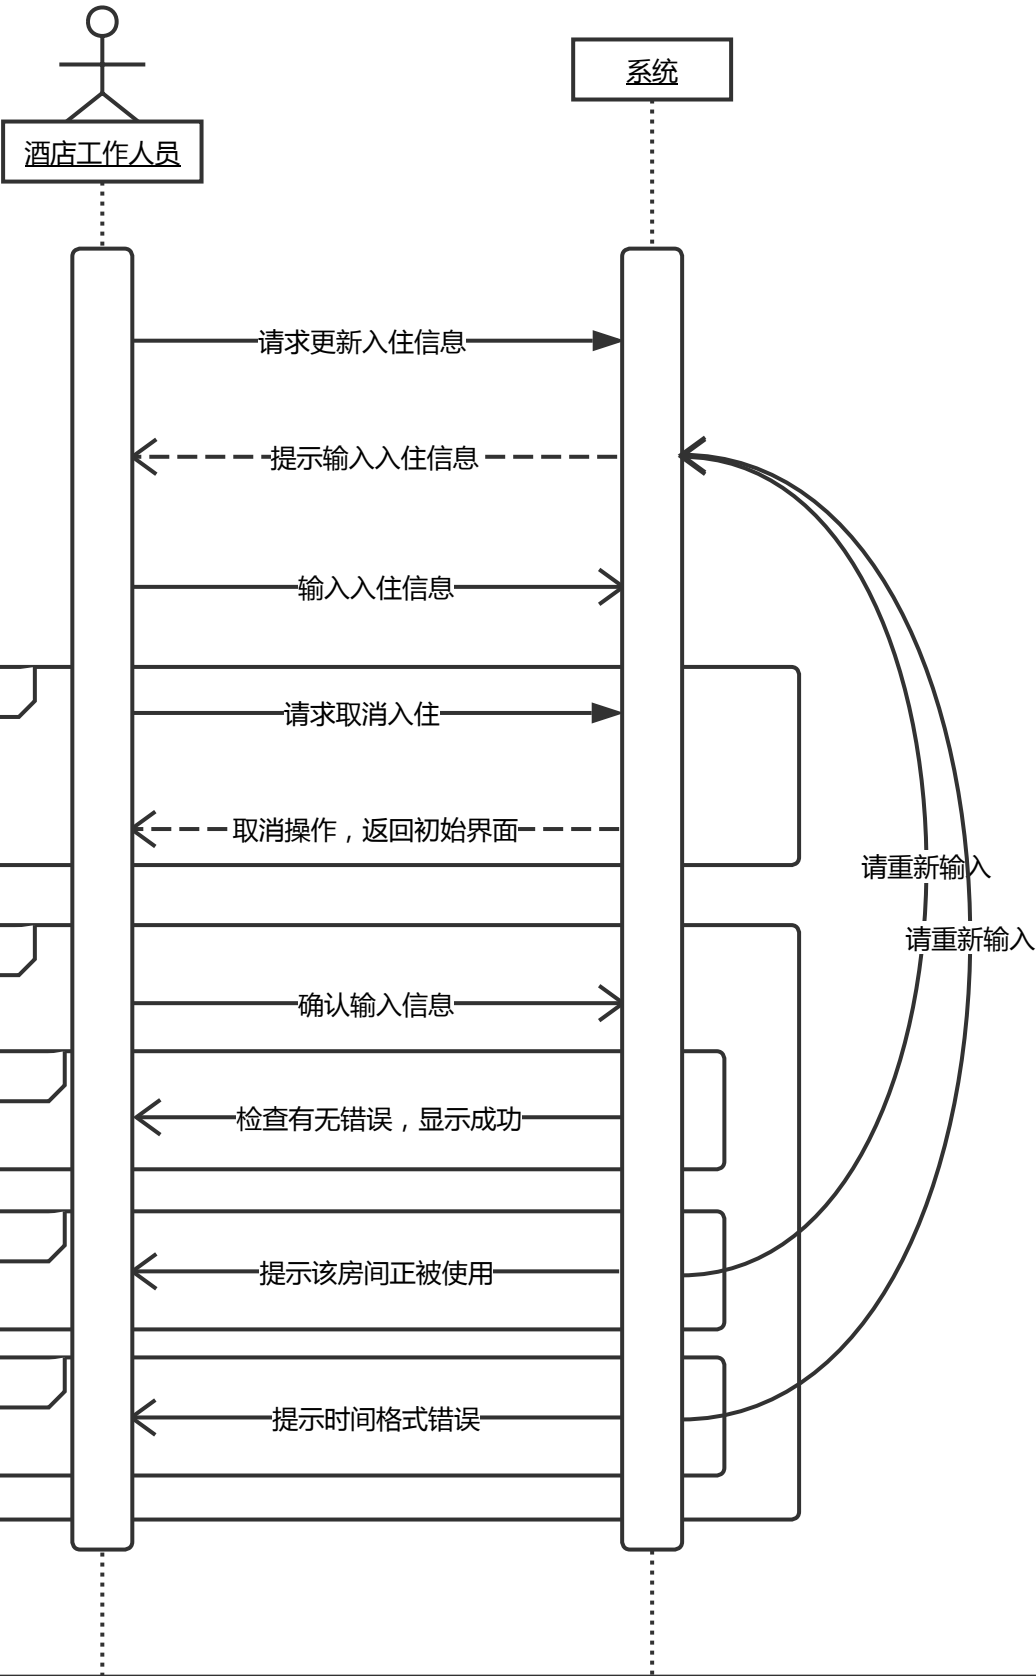 系统
酒店工作人员
请求更新入住信息
提示输入入住信息
输入入住信息
请求取消入住
取消操作，返回初始界面
请重新输入
请重新输入
确认输入信息
检查有无错误，显示成功
提示该房间正被使用
提示时间格式错误